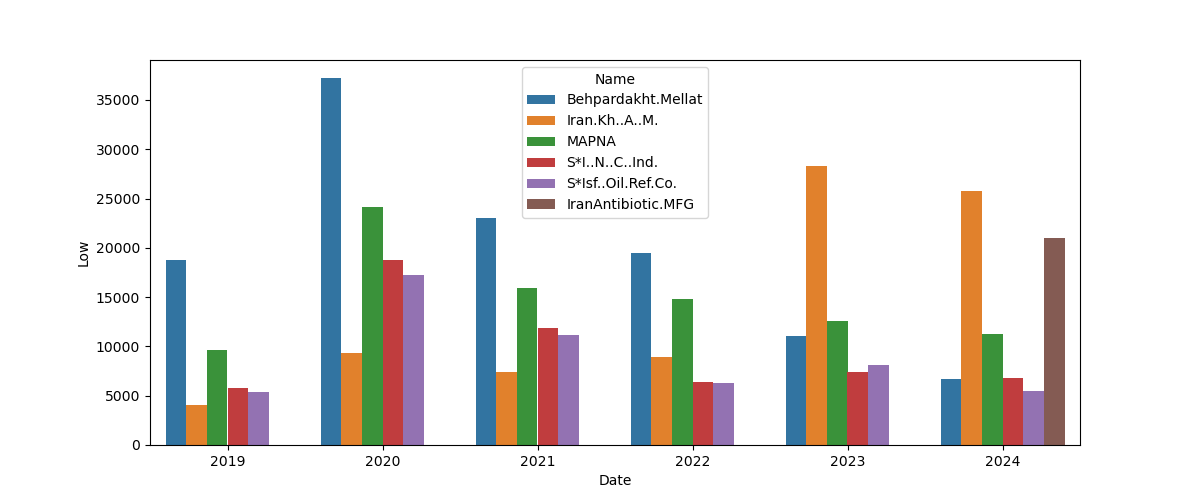 Name
Behpardakht.Mellat
Iran.Kh..A..M.
MAPNA
S*I..N..C..Ind.
S*Isf..Oil.Ref.Co.
IranAntibiotic.MFG
35000
30000
25000
20000
15000
10000
5000
0
Low
2019 2020 2021 2022 2023 2024
Date